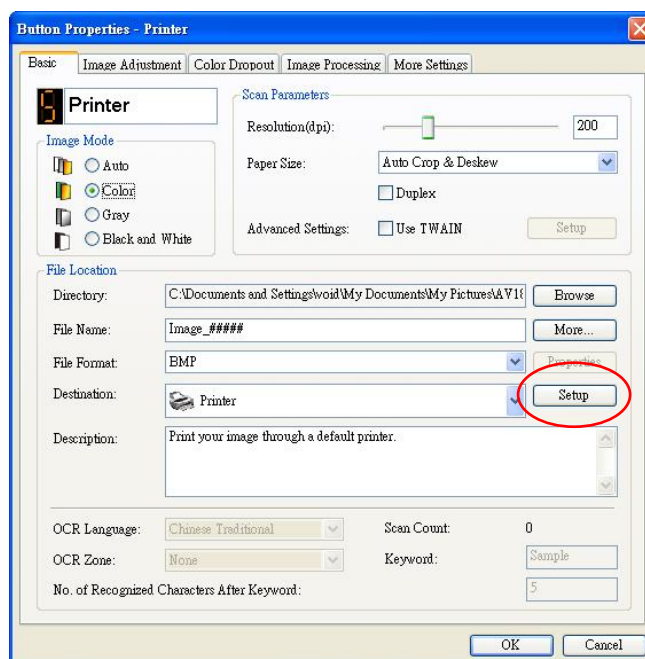 Button Properties - Printer
Basic Image Adjustment Color Dropout Image Processing More Settings
5 Printer
Image Mode
Auto
Color
Gray
Black and White
Scan Parameters
Resolution(dpi): 200
Paper Size: Auto Crop & Deskew
Duplex
Advanced Settings: Use TWAIN Setup
File Location
Directory: C:\Documents and Settings\void\My Documents\My Pictures\AV18 Browse
File Name: Image_##### More...
File Format: BMP Properties
Destination: Printer Setup
Description: Print your image through a default printer.
OCR Language: Chinese Traditional Scan Count: 0
OCR Zone: None Keyword: Sample
No. of Recognized Characters After Keyword: 5
OK Cancel